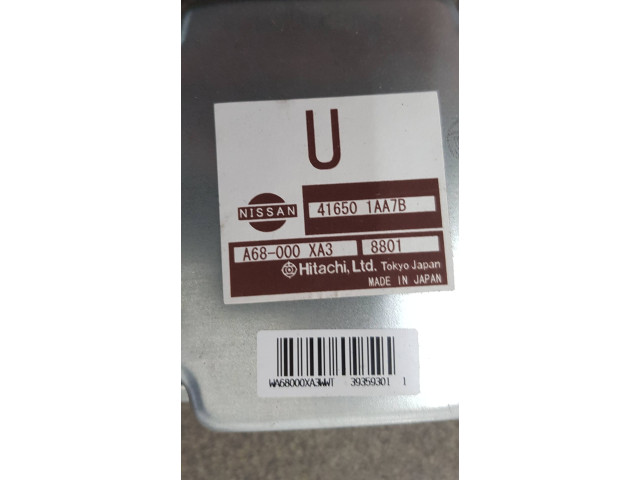 U
NISSAN 41650 1AA7B
A68-000 XA3 8801
Hitachi, Ltd. Tokyo Japan
MADE IN JAPAN
WA68000XA3WWT 39359301 1